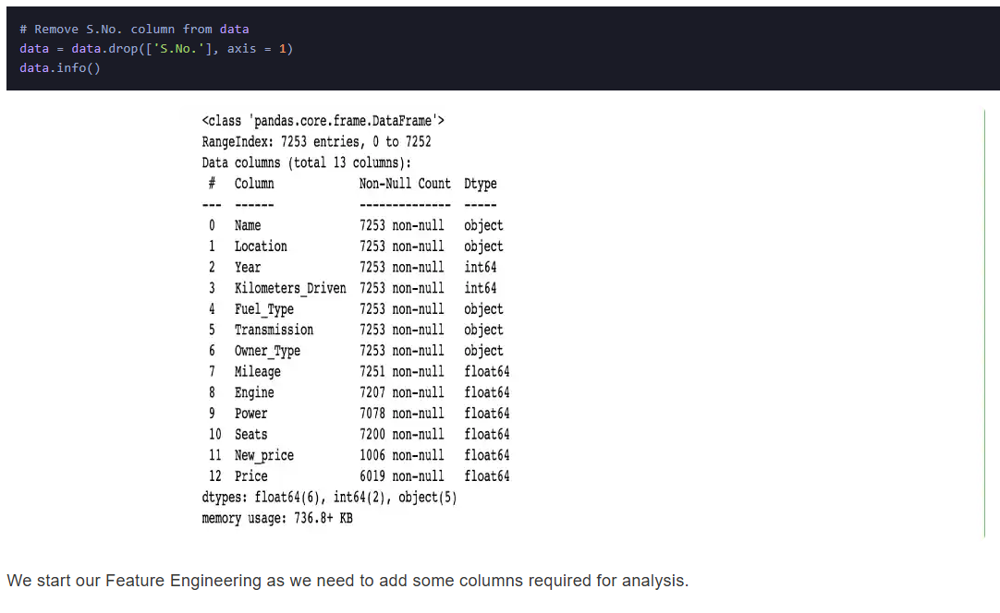 # Remove S.No. column from data
data = data.drop(['S.No.'], axis = 1)
data.info()
<class 'pandas.core.frame.DataFrame'>
RangeIndex: 7253 entries, 0 to 7252
Data columns (total 13 columns):
 #   Column             Non-Null Count  Dtype
---  ------             --------------  -----
 0   Name               7253 non-null   object
 1   Location           7253 non-null   object
 2   Year               7253 non-null   int64
 3   Kilometers_Driven  7253 non-null   int64
 4   Fuel_Type          7253 non-null   object
 5   Transmission       7253 non-null   object
 6   Owner_Type         7253 non-null   object
 7   Mileage            7251 non-null   float64
 8   Engine             7207 non-null   float64
 9   Power              7078 non-null   float64
 10  Seats              7200 non-null   float64
 11  New_price          1006 non-null   float64
 12  Price              6019 non-null   float64
dtypes: float64(6), int64(2), object(5)
memory usage: 736.8+ KB
We start our Feature Engineering as we need to add some columns required for analysis.